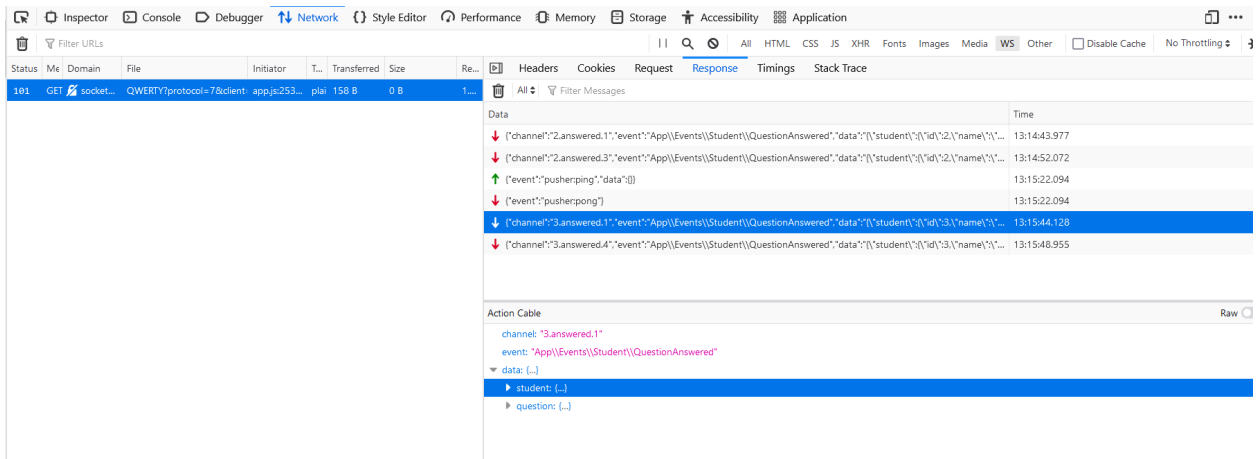 Inspector Console Debugger Network Style Editor Performance Memory Storage Accessibility Application
Filter URLs All HTML CSS JS XHR Fonts Images Media WS Other Disable Cache No Throttling
Status Me Domain File Initiator T... Transferred Size Re... Headers Cookies Request Response Timings Stack Trace
101 GET socket... QWERTY?protocol=7&client app.js:253... plai 158 B 0 B 1....
All Filter Messages
Data Time
{"channel":"2.answered.1","event":"App\\Events\\Student\\QuestionAnswered","data":"{\"student\":{\"id\":2,\"name\":\"... 13:14:43.977
{"channel":"2.answered.3","event":"App\\Events\\Student\\QuestionAnswered","data":"{\"student\":{\"id\":2,\"name\":\"... 13:14:52.072
{"event":"pusher:ping","data":{}} 13:15:22.094
{"event":"pusher:pong"} 13:15:22.094
{"channel":"3.answered.1","event":"App\\Events\\Student\\QuestionAnswered","data":"{\"student\":{\"id\":3,\"name\":\"... 13:15:44.128
{"channel":"3.answered.4","event":"App\\Events\\Student\\QuestionAnswered","data":"{\"student\":{\"id\":3,\"name\":\"... 13:15:48.955
Action Cable Raw
channel: "3.answered.1"
event: "App\\Events\\Student\\QuestionAnswered"
data: {...}
student: {...}
question: {...}